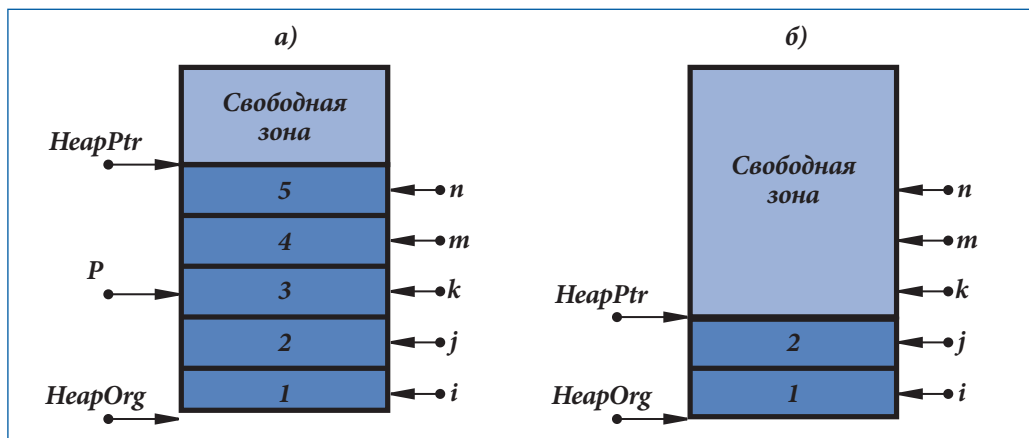 а)
Свободная
зона
HeapPtr
5
n
4
m
P
3
k
2
j
HeapOrg
1
i
б)
Свободная
зона
n
m
HeapPtr
k
2
j
HeapOrg
1
i